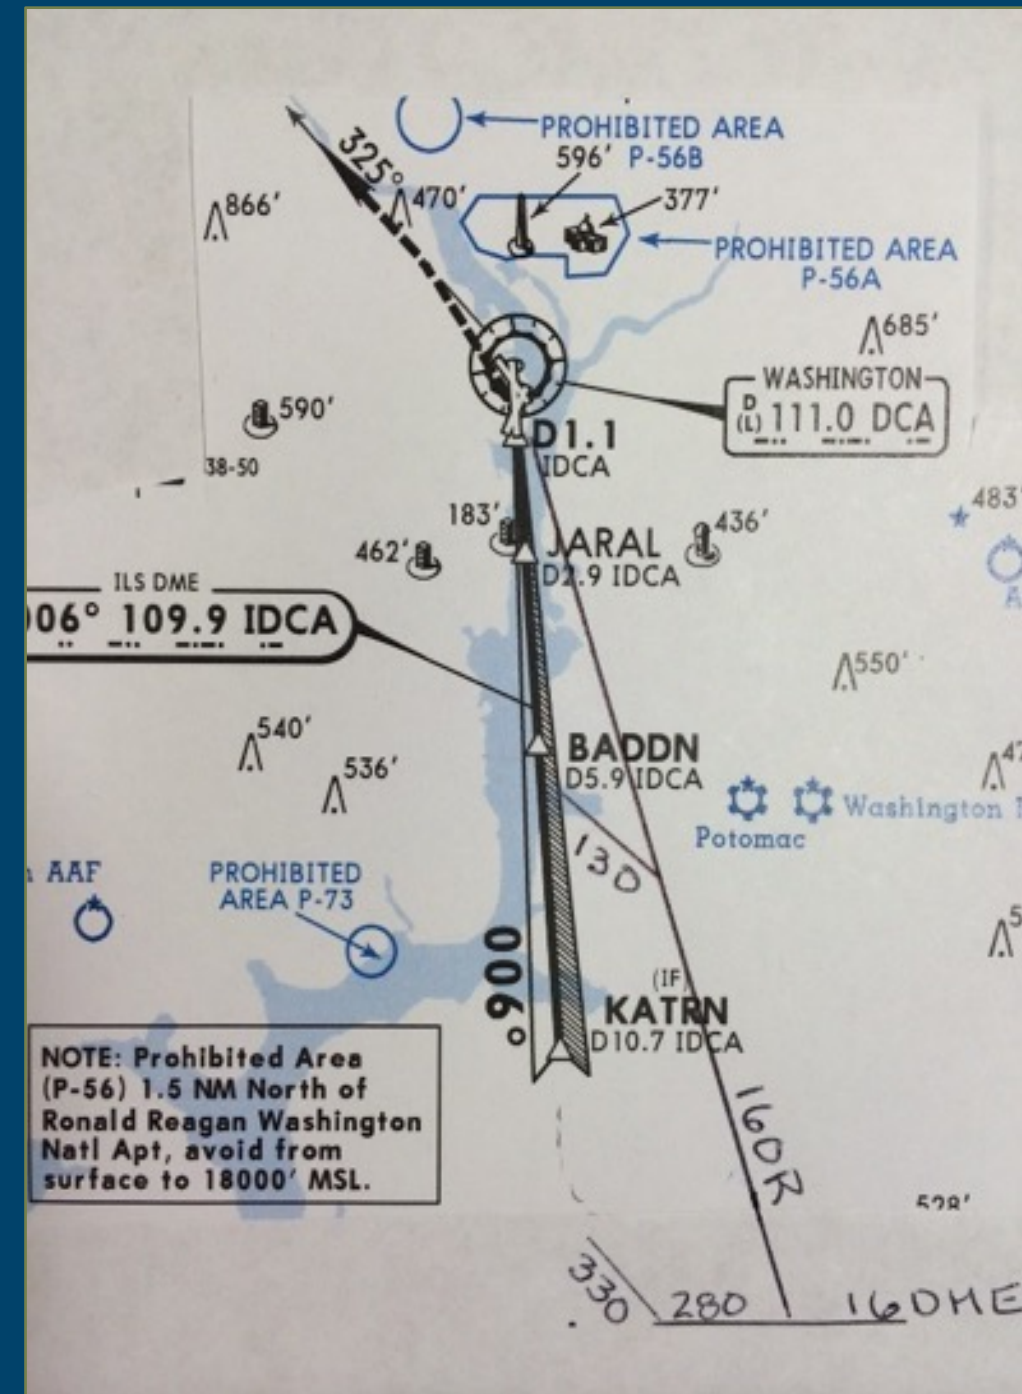 325°
PROHIBITED AREA
P-56B
596'
470'
866'
377'
PROHIBITED AREA
P-56A
685'
WASHINGTON
D
(L) 111.0 DCA
590'
D1.1
IDCA
38-50
483'
183'
436'
462'
JARAL
D2.9 IDCA
ILS DME
06° 109.9 IDCA
550'
540'
536'
BADDN
D5.9 IDCA
Potomac
Washington
130
AAF
PROHIBITED
AREA P-73
006°
(IF)
KATRN
D10.7 IDCA
NOTE: Prohibited Area
(P-56) 1.5 NM North of
Ronald Reagan Washington
Natl Apt, avoid from
surface to 18000' MSL.
160R
330
280
16DME